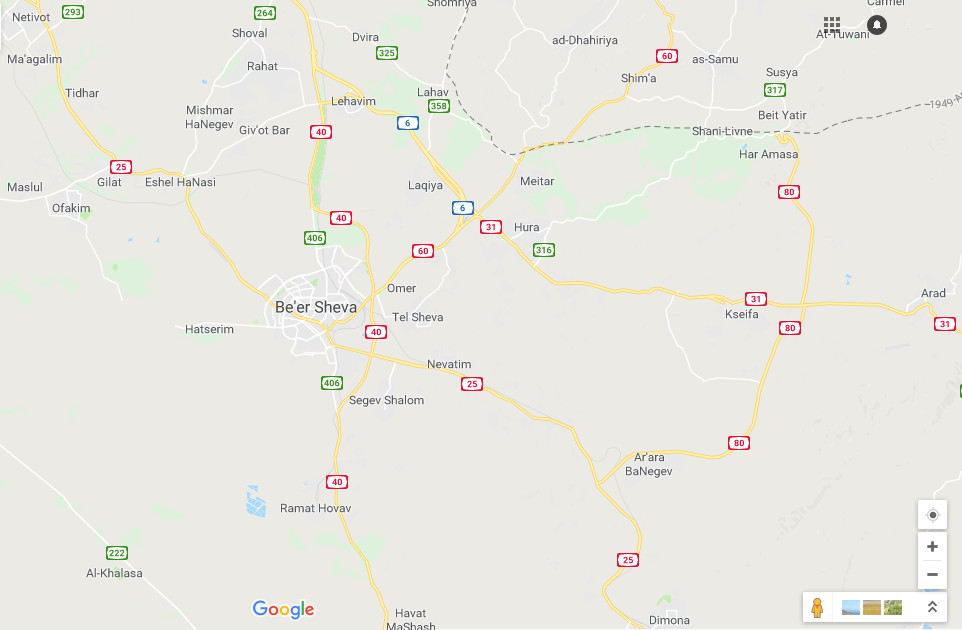 Shomriya
Carmel
293
264
Netivot
Shoval
Dvira
ad-Dhahiriya
At-Tuwani
325
60
as-Samu
Ma'agalim
Rahat
Shim'a
Susya
Tidhar
Lahav
317
Lehavim
358
1949 A
Mishmar
HaNegev
Giv'ot Bar
6
Beit Yatir
40
Shani-Livne
Har Amasa
25
Gilat
Eshel HaNasi
Laqiya
Meitar
80
Maslul
Ofakim
6
40
31
Hura
406
60
316
Omer
Arad
31
Be'er Sheva
Kseifa
Hatserim
Tel Sheva
31
40
80
Nevatim
406
25
Segev Shalom
80
Ar'ara
BaNegev
40
Ramat Hovav
222
25
Al-Khalasa
Google
Havat
MaShash
Dimona